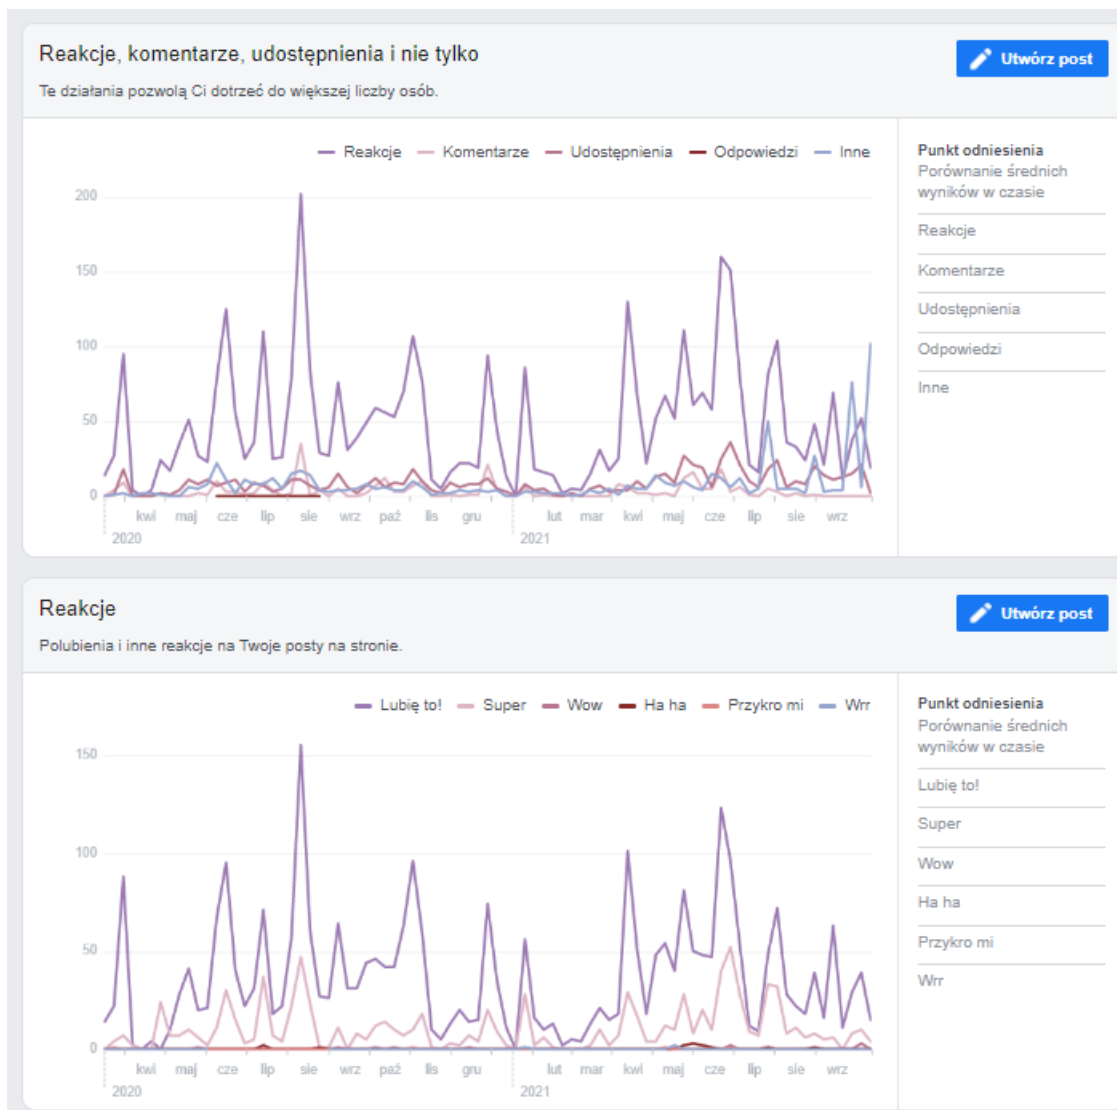 Reakcje, komentarze, udostępnienia i nie tylko
Utwórz post
Te działania pozwolą Ci dotrzeć do większej liczby osób.
Reakcje Komentarze Udostępnienia Odpowiedzi Inne
200
150
100
50
0
kwi maj cze lip sie wrz paź lis gru lut mar kwi maj cze lip sie wrz
2020 2021
Punkt odniesienia
Porównanie średnich
wyników w czasie
Reakcje
Komentarze
Udostępnienia
Odpowiedzi
Inne
Reakcje
Utwórz post
Polubienia i inne reakcje na Twoje posty na stronie.
Lubię to! Super Wow Ha ha Przykro mi Wrr
150
100
50
0
kwi maj cze lip sie wrz paź lis gru lut mar kwi maj cze lip sie wrz
2020 2021
Punkt odniesienia
Porównanie średnich
wyników w czasie
Lubię to!
Super
Wow
Ha ha
Przykro mi
Wrr